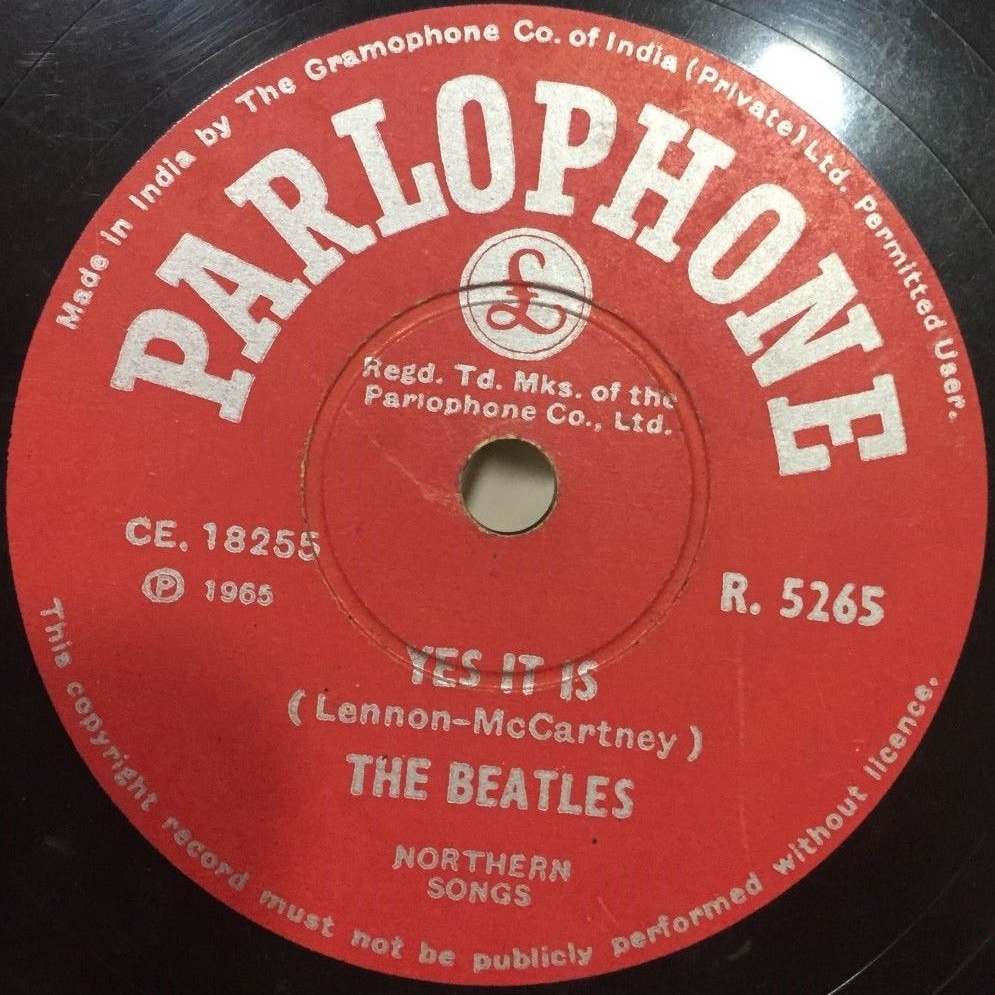 Made in India by The Gramophone Co. of India (Private) Ltd. Permitted User.
PARLOPHONE
£
Regd. Td. Mks. of the
Parlophone Co., Ltd.
CE. 18255
℗ 1965
R. 5265
YES IT IS
(Lennon-McCartney)
THE BEATLES
NORTHERN
SONGS
This copyright record must not be publicly performed without licence.